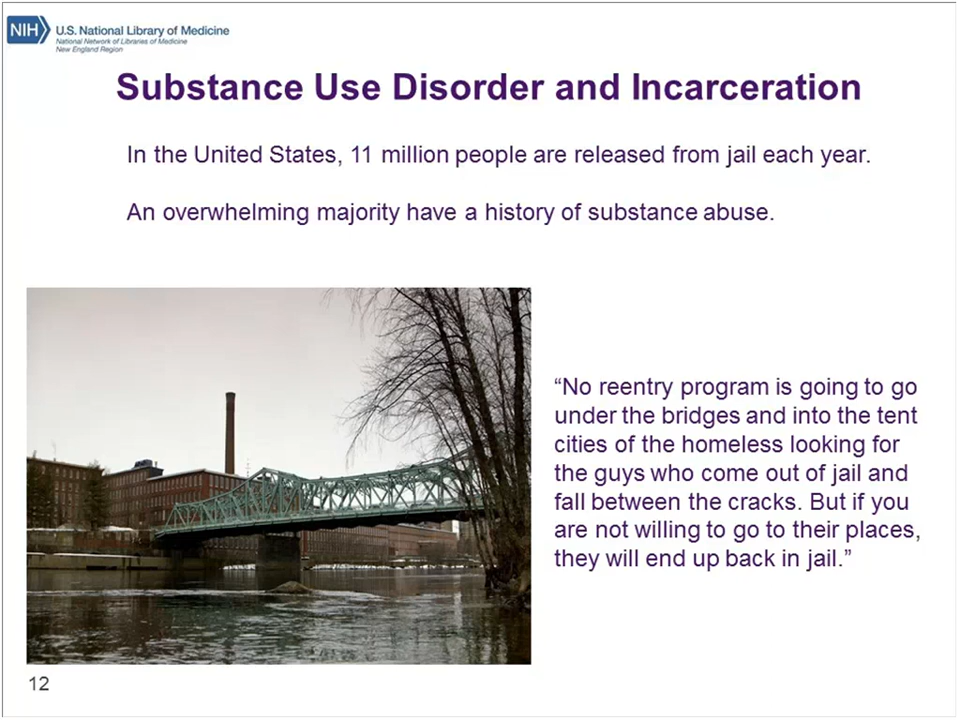 NIH
U.S. National Library of Medicine
National Network of Libraries of Medicine
New England Region
Substance Use Disorder and Incarceration
In the United States, 11 million people are released from jail each year.
An overwhelming majority have a history of substance abuse.
“No reentry program is going to go
under the bridges and into the tent
cities of the homeless looking for
the guys who come out of jail and
fall between the cracks. But if you
are not willing to go to their places,
they will end up back in jail.”
12